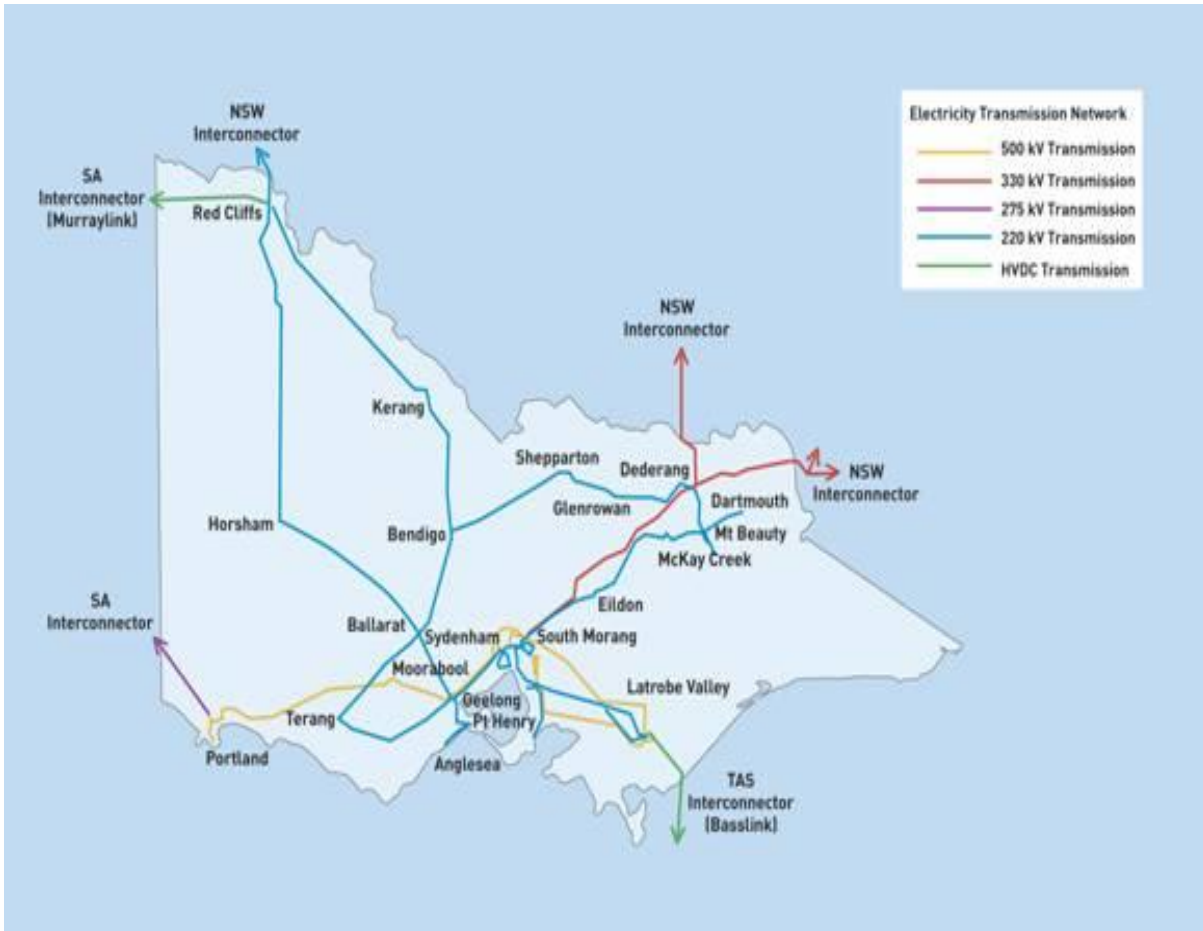 NSW
Interconnector
SA
Interconnector
(Murraylink)
Red Cliffs
Electricity Transmission Network
500 kV Transmission
330 kV Transmission
275 kV Transmission
220 kV Transmission
HVDC Transmission
NSW
Interconnector
Kerang
Shepparton
Dederang
NSW
Interconnector
Glenrowan
Dartmouth
Horsham
Bendigo
Mt Beauty
McKay Creek
SA
Interconnector
Eildon
Ballarat
Sydenham
South Morang
Moorabool
Latrobe Valley
Geelong
Terang
Pt Henry
Portland
Anglesea
TAS
Interconnector
(Basslink)